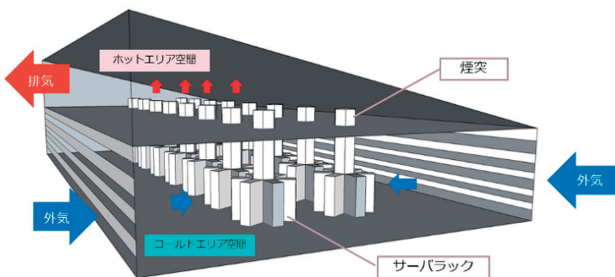 ホットエリア空間
排気
煙突
外気
外気
コールドエリア空間
サーバラック